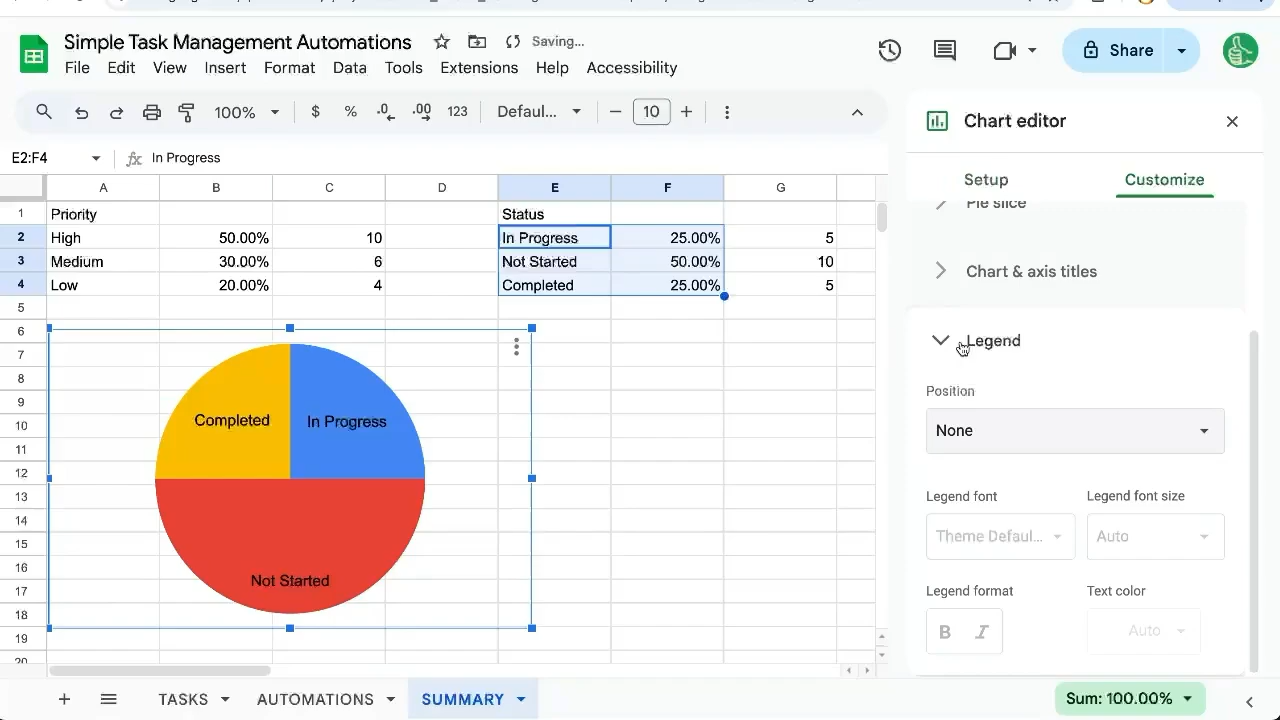 Simple Task Management Automations
Saving...
File Edit View Insert Format Data Tools Extensions Help Accessibility
Share
100% $ % .0 .00 123 Defaul... − 10 +
E2:F4 fx In Progress
A B C D E F G
1 Priority Status
2 High 50.00% 10 In Progress 25.00% 5
3 Medium 30.00% 6 Not Started 50.00% 10
4 Low 20.00% 4 Completed 25.00% 5
5
6
7
8
9
10
11
12
13
14
15
16
17
18
19
20
Completed
In Progress
Not Started
Chart editor
Setup Customize
Pie slice
Chart & axis titles
Legend
Position
None
Legend font Legend font size
Theme Defaul... Auto
Legend format Text color
B I Auto
+ TASKS AUTOMATIONS SUMMARY
Sum: 100.00%